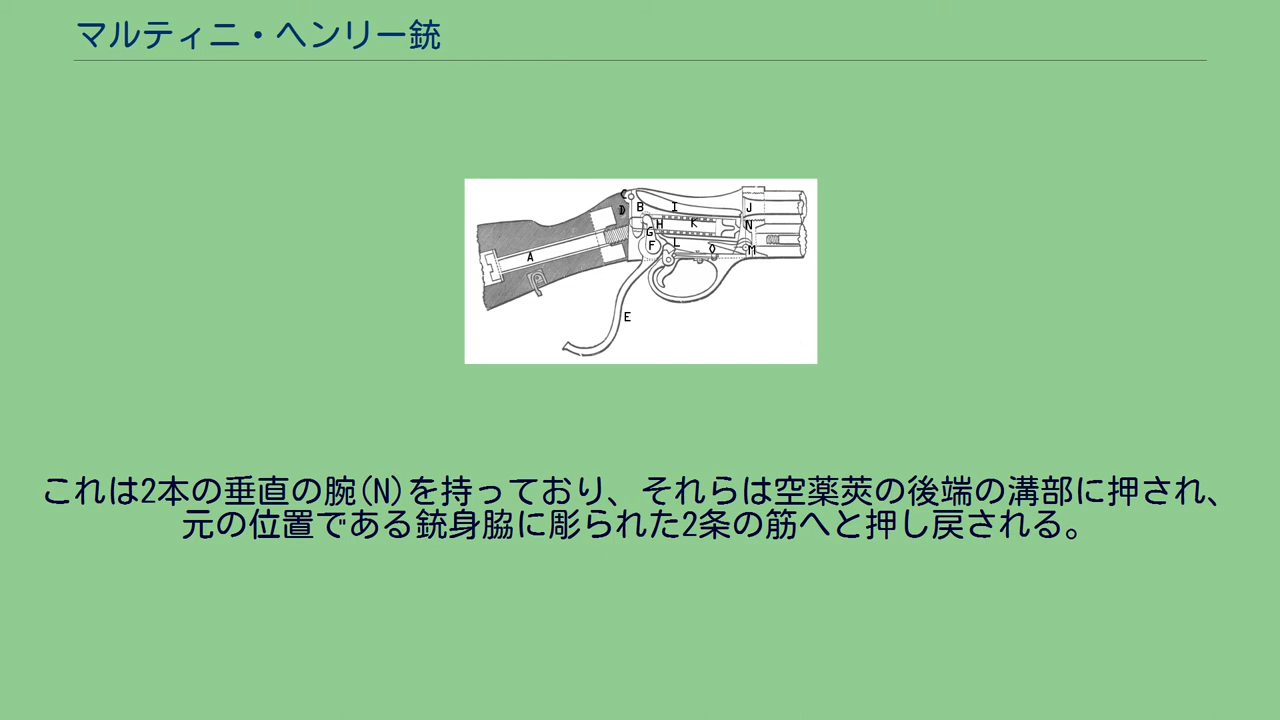 マルティニ・ヘンリー銃
C
D
B
I
J
H
K
N
G
F
L
O
M
A
E
これは2本の垂直の腕(N)を持っており、それらは空薬莢の後端の溝部に押され、
元の位置である銃身脇に彫られた2条の筋へと押し戻される。